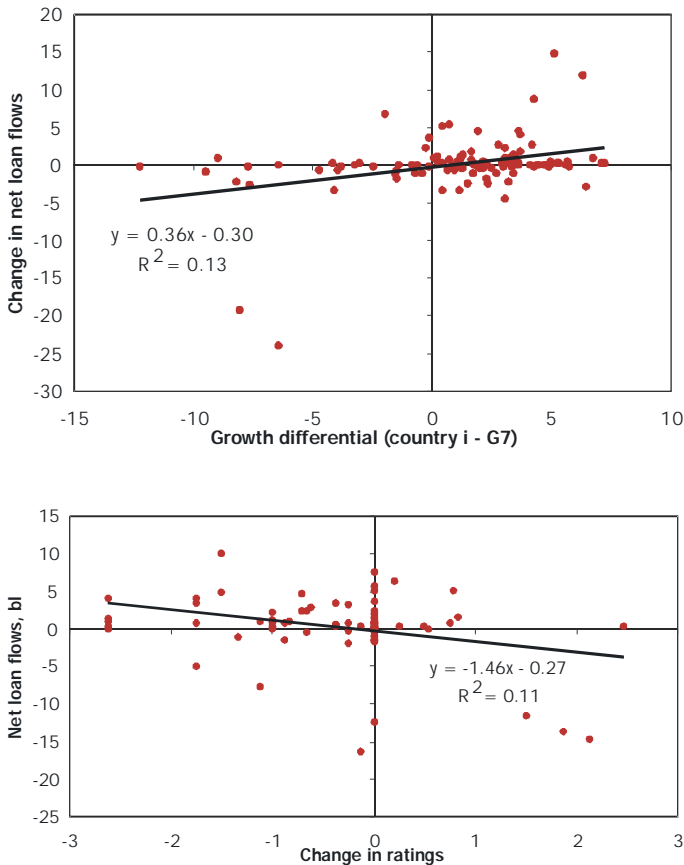 20
15
10
5
0
-5
-10
-15
-20
-25
-30
Change in net loan flows
y = 0.36x - 0.30
R2 = 0.13
-15 -10 -5 0 5 10
Growth differential (country i - G7)
15
10
5
0
-5
-10
-15
-20
-25
Net loan flows, bl
y = -1.46x - 0.27
R2 = 0.11
-3 -2 -1 0 1 2 3
Change in ratings